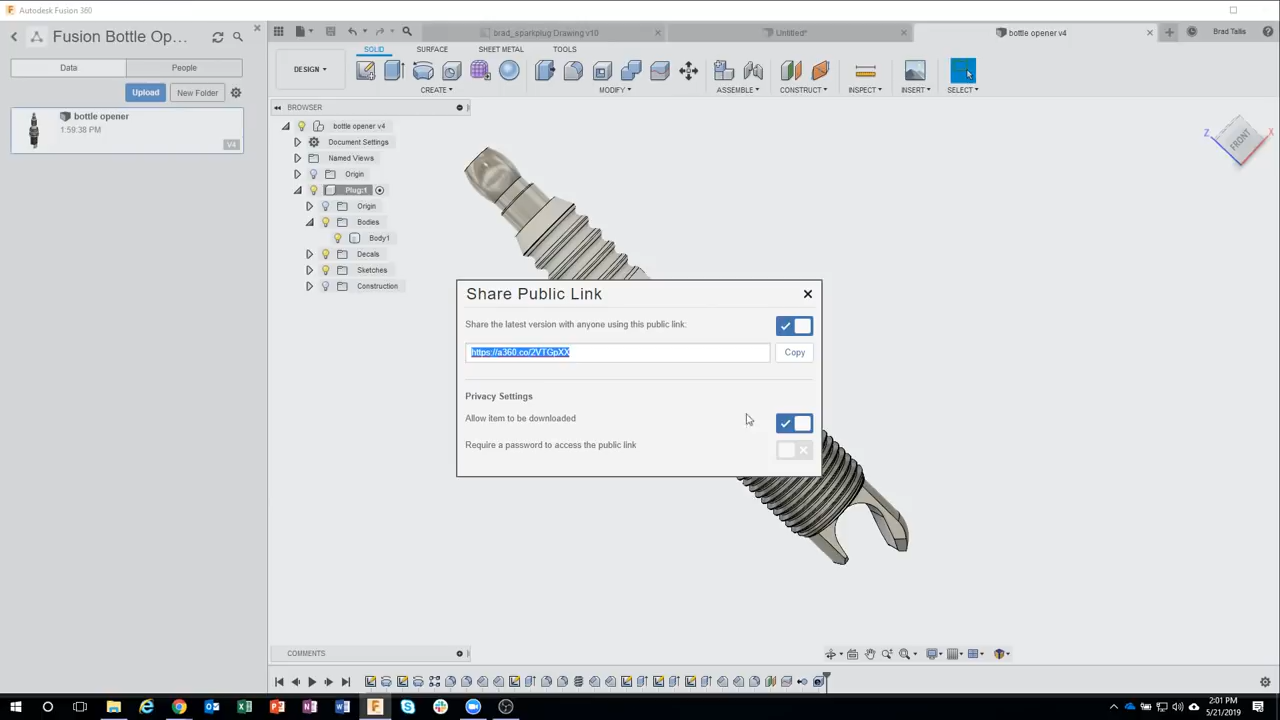 Autodesk Fusion 360
Fusion Bottle Op...
brad_sparkplug Drawing v10
Untitled*
bottle opener v4
Brad Tallis
Data
People
SOLID
SURFACE
SHEET METAL
TOOLS
DESIGN
CREATE
MODIFY
ASSEMBLE
CONSTRUCT
INSPECT
INSERT
SELECT
Upload
New Folder
bottle opener
1:59:38 PM
V4
BROWSER
bottle opener v4
Document Settings
Named Views
Origin
Plug:1
Origin
Bodies
Body1
Decals
Sketches
Construction
Z
FRONT
X
Share Public Link
Share the latest version with anyone using this public link:
https://a360.co/2VTGpXX
Copy
Privacy Settings
Allow item to be downloaded
Require a password to access the public link
COMMENTS
2:01 PM
5/21/2019